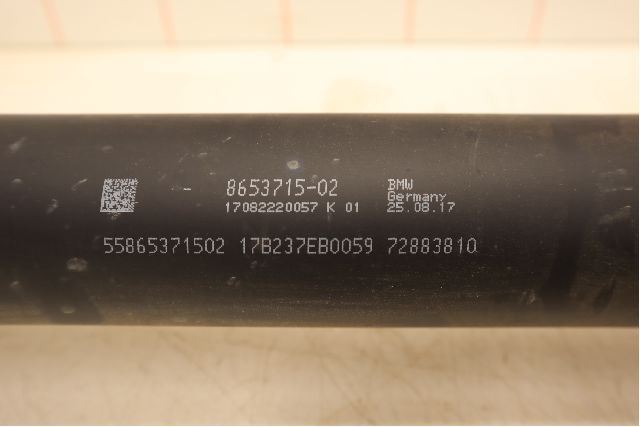 - 8653715-02 BMW
Germany
17082220057 K 01 25.08.17
55865371502 17B237EB0059 72883810